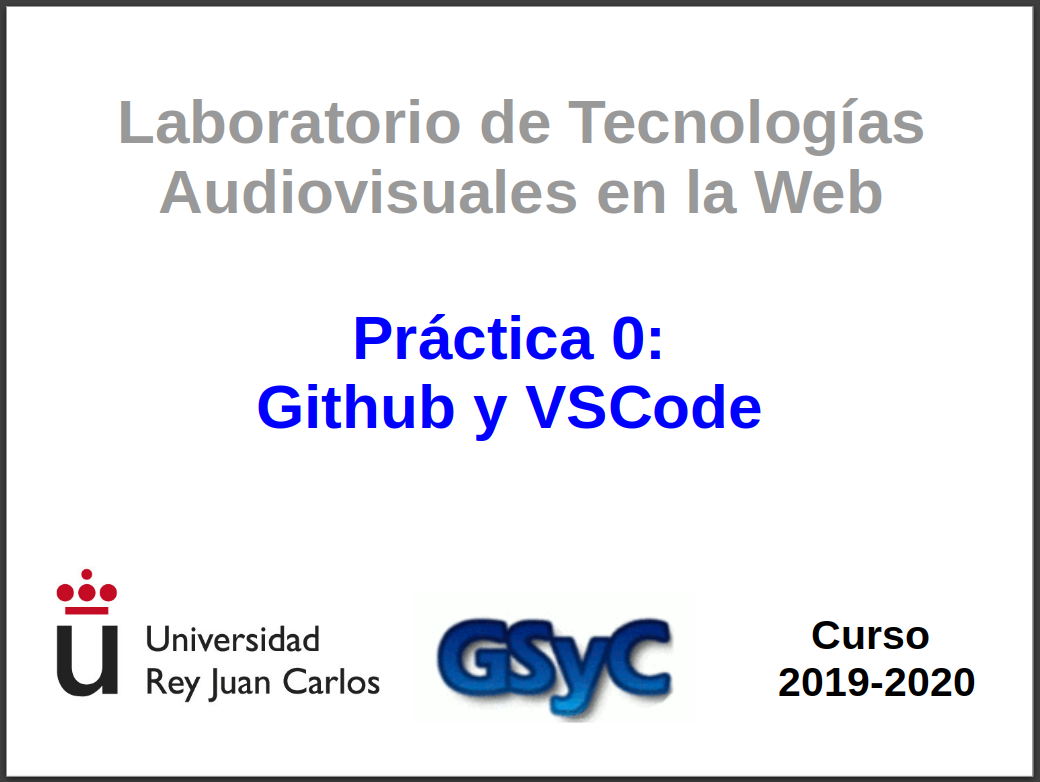 Laboratorio de Tecnologías
Audiovisuales en la Web
Práctica 0:
Github y VSCode
u
Universidad
Rey Juan Carlos
GSyC
Curso
2019-2020